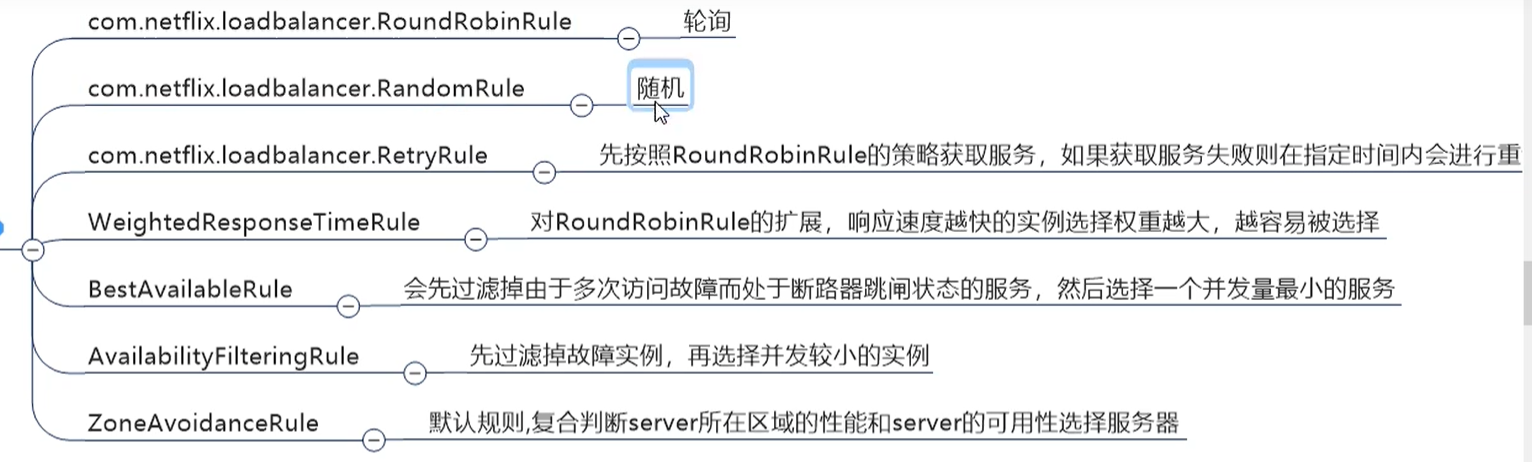 com.netflix.loadbalancer.RoundRobinRule 轮询
com.netflix.loadbalancer.RandomRule 随机
com.netflix.loadbalancer.RetryRule 先按照RoundRobinRule的策略获取服务，如果获取服务失败则在指定时间内会进行重
WeightedResponseTimeRule 对RoundRobinRule的扩展，响应速度越快的实例选择权重越大，越容易被选择
BestAvailableRule 会先过滤掉由于多次访问故障而处于断路器跳闸状态的服务，然后选择一个并发量最小的服务
AvailabilityFilteringRule 先过滤掉故障实例，再选择并发较小的实例
ZoneAvoidanceRule 默认规则,复合判断server所在区域的性能和server的可用性选择服务器